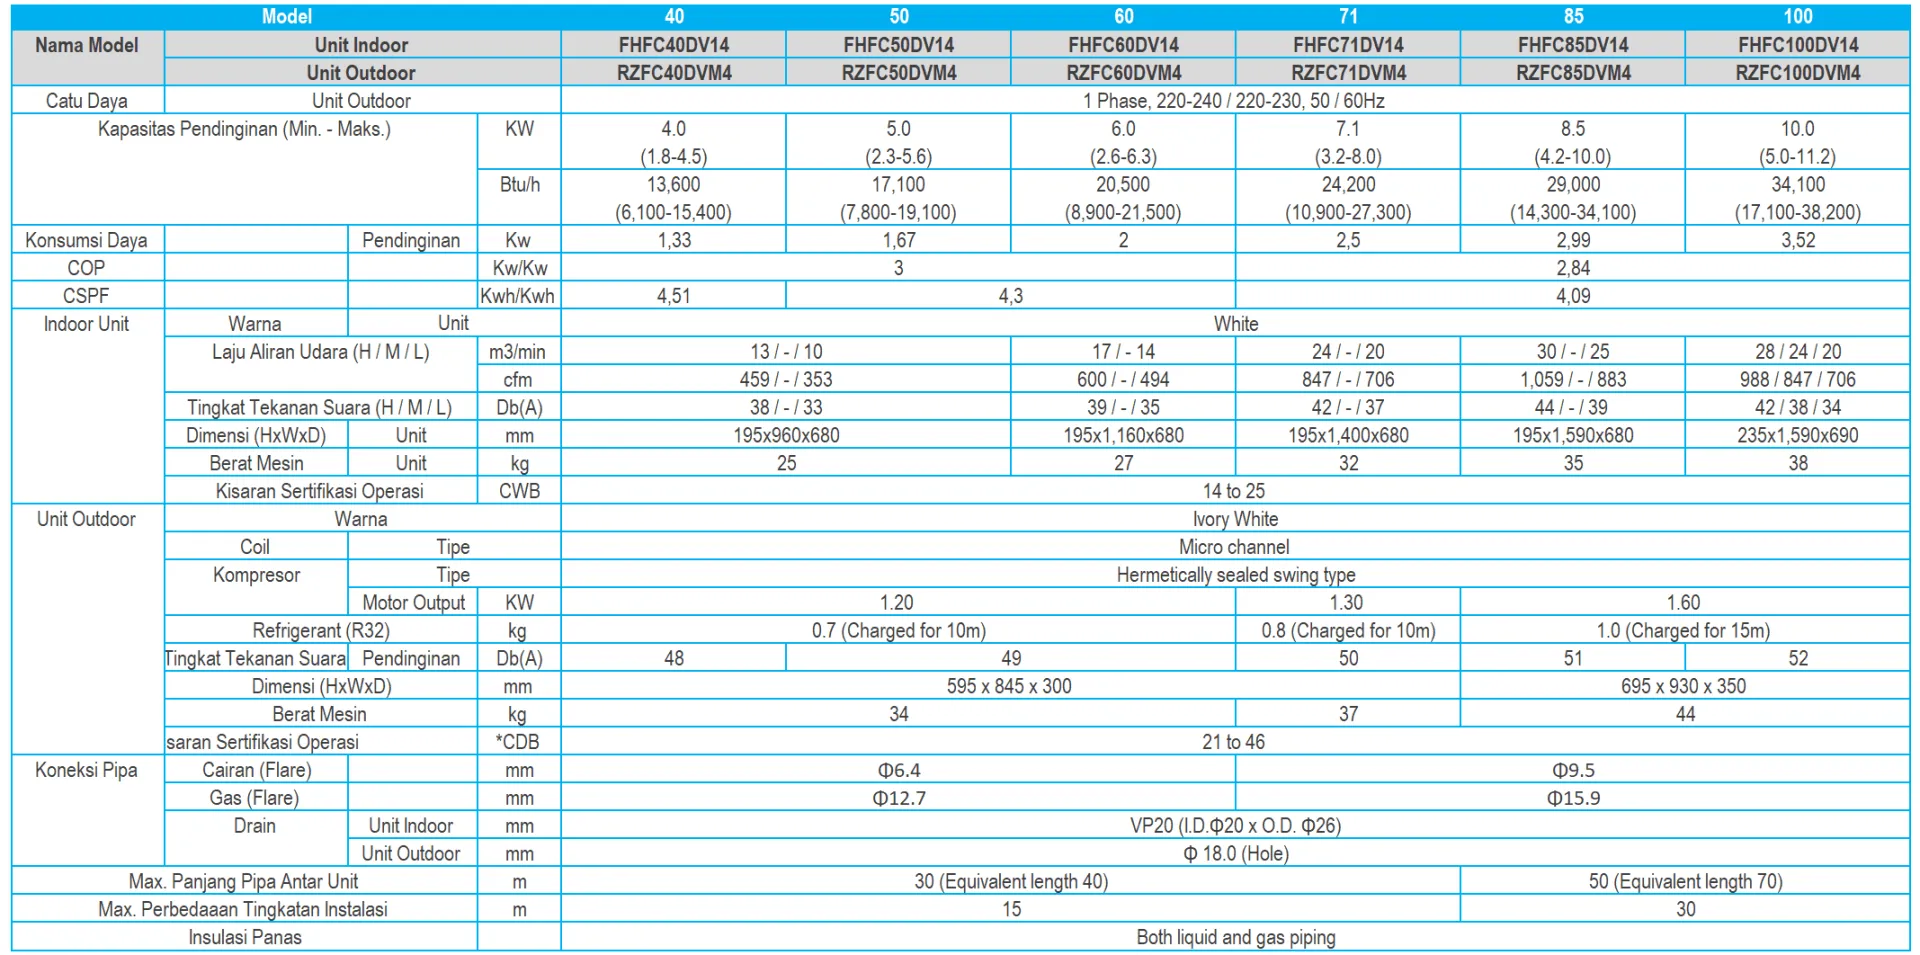 Model 40 50 60 71 85 100
Nama Model Unit Indoor FHFC40DV14 FHFC50DV14 FHFC60DV14 FHFC71DV14 FHFC85DV14 FHFC100DV14
Unit Outdoor RZFC40DVM4 RZFC50DVM4 RZFC60DVM4 RZFC71DVM4 RZFC85DVM4 RZFC100DVM4
Catu Daya Unit Outdoor 1 Phase, 220-240 / 220-230, 50 / 60Hz
Kapasitas Pendinginan (Min. - Maks.) KW 4.0 5.0 6.0 7.1 8.5 10.0
(1.8-4.5) (2.3-5.6) (2.6-6.3) (3.2-8.0) (4.2-10.0) (5.0-11.2)
Btu/h 13,600 17,100 20,500 24,200 29,000 34,100
(6,100-15,400) (7,800-19,100) (8,900-21,500) (10,900-27,300) (14,300-34,100) (17,100-38,200)
Konsumsi Daya Pendinginan Kw 1,33 1,67 2 2,5 2,99 3,52
COP Kw/Kw 3 2,84
CSPF Kwh/Kwh 4,51 4,3 4,09
Indoor Unit Warna Unit White
Laju Aliran Udara (H / M / L) m3/min 13 / - / 10 17 / - 14 24 / - / 20 30 / - / 25 28 / 24 / 20
cfm 459 / - / 353 600 / - / 494 847 / - / 706 1,059 / - / 883 988 / 847 / 706
Tingkat Tekanan Suara (H / M / L) Db(A) 38 / - / 33 39 / - / 35 42 / - / 37 44 / - / 39 42 / 38 / 34
Dimensi (HxWxD) Unit mm 195x960x680 195x1,160x680 195x1,400x680 195x1,590x680 235x1,590x690
Berat Mesin Unit kg 25 27 32 35 38
Kisaran Sertifikasi Operasi CWB 14 to 25
Unit Outdoor Warna Ivory White
Coil Tipe Micro channel
Kompresor Tipe Hermetically sealed swing type
Motor Output KW 1.20 1.30 1.60
Refrigerant (R32) kg 0.7 (Charged for 10m) 0.8 (Charged for 10m) 1.0 (Charged for 15m)
Tingkat Tekanan Suara Pendinginan Db(A) 48 49 50 51 52
Dimensi (HxWxD) mm 595 x 845 x 300 695 x 930 x 350
Berat Mesin kg 34 37 44
saran Sertifikasi Operasi *CDB 21 to 46
Koneksi Pipa Cairan (Flare) mm Φ6.4 Φ9.5
Gas (Flare) mm Φ12.7 Φ15.9
Drain Unit Indoor mm VP20 (I.D.Φ20 x O.D. Φ26)
Unit Outdoor mm Φ 18.0 (Hole)
Max. Panjang Pipa Antar Unit m 30 (Equivalent length 40) 50 (Equivalent length 70)
Max. Perbedaaan Tingkatan Instalasi m 15 30
Insulasi Panas Both liquid and gas piping